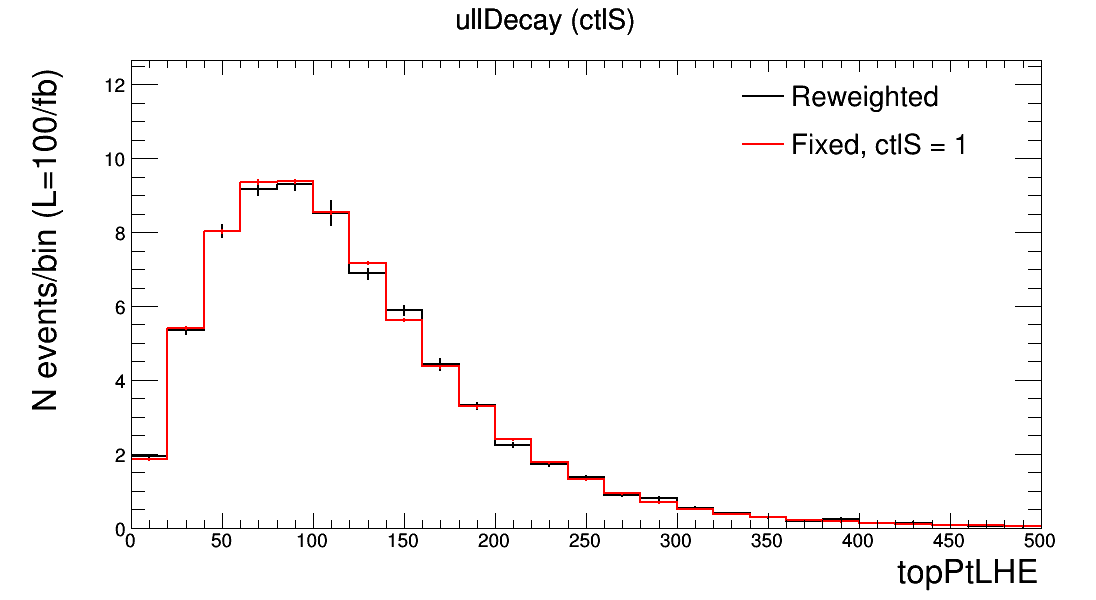 ullDecay (ctlS)
N events/bin (L=100/fb)
12
10
8
6
4
2
0
Reweighted
Fixed, ctlS = 1
0 50 100 150 200 250 300 350 400 450 500
topPtLHE